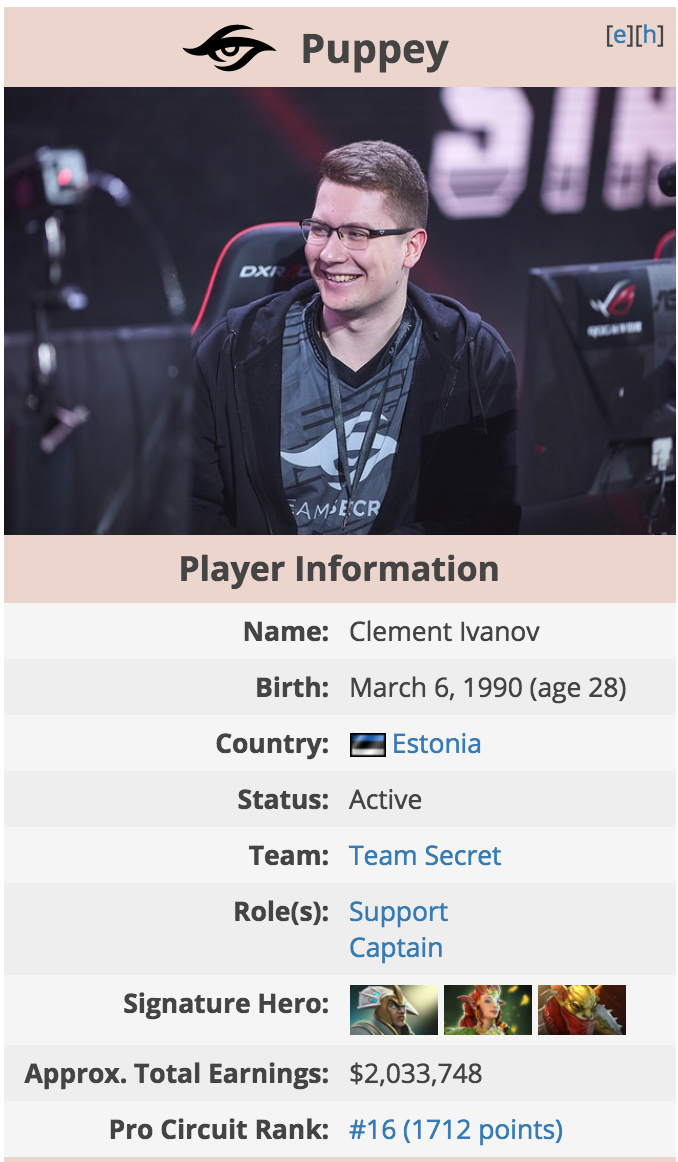 Puppey
[e][h]
STA
DXR
TEAM SECR
Player Information
Name: Clement Ivanov
Birth: March 6, 1990 (age 28)
Country: Estonia
Status: Active
Team: Team Secret
Role(s): Support
Captain
Signature Hero:
Approx. Total Earnings: $2,033,748
Pro Circuit Rank: #16 (1712 points)